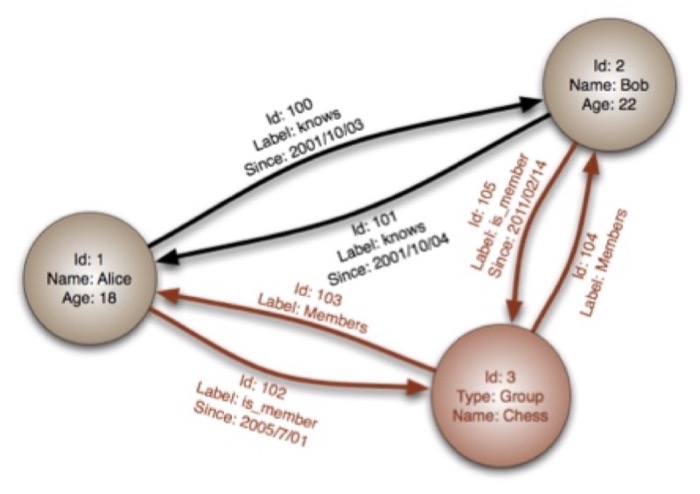 Id: 2
Name: Bob
Age: 22
Id: 100
Label: knows
Since: 2001/10/03
Id: 101
Label: knows
Since: 2001/10/04
Id: 105
Label: is_member
Since: 2011/02/14
Id: 104
Label: Members
Id: 1
Name: Alice
Age: 18
Id: 103
Label: Members
Id: 102
Label: is_member
Since: 2005/7/01
Id: 3
Type: Group
Name: Chess